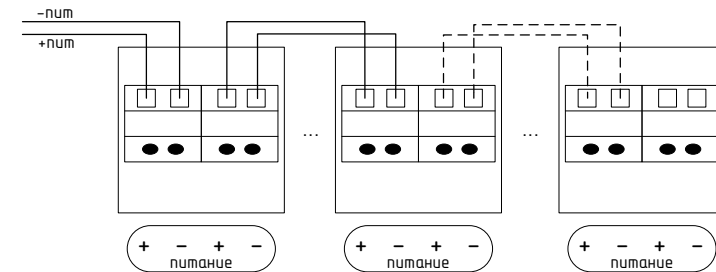 -пит
+пит
... ...
+ - + - + - + - + - + -
питание питание питание